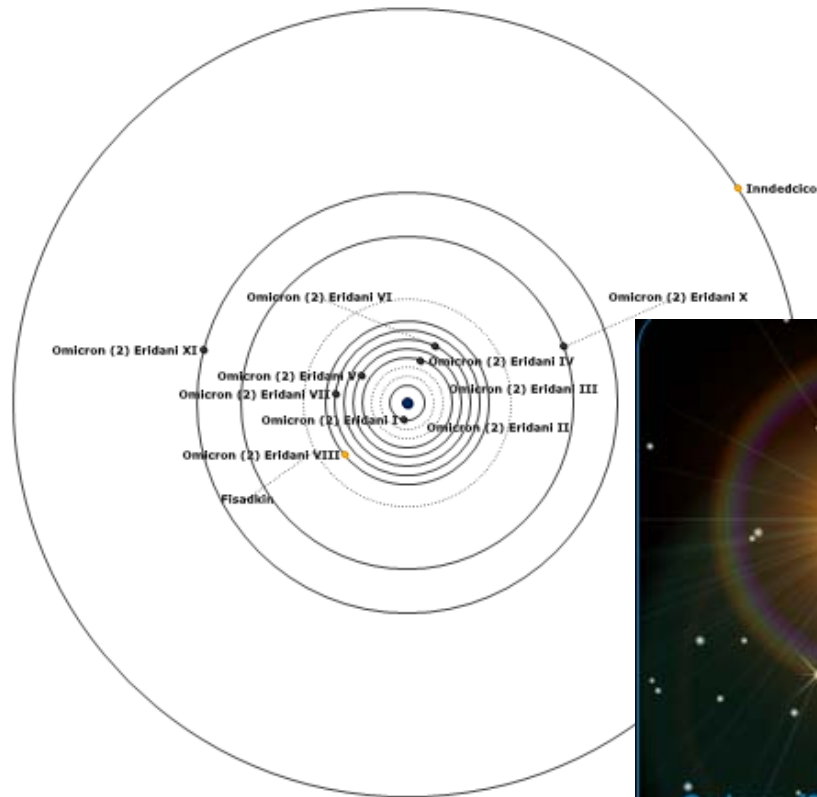 Inndedcico
Omicron (2) Eridani VI
Omicron (2) Eridani X
Omicron (2) Eridani XI
Omicron (2) Eridani IV
Omicron (2) Eridani V
Omicron (2) Eridani III
Omicron (2) Eridani VII
Omicron (2) Eridani I
Omicron (2) Eridani II
Omicron (2) Eridani VIII
Fisadkin